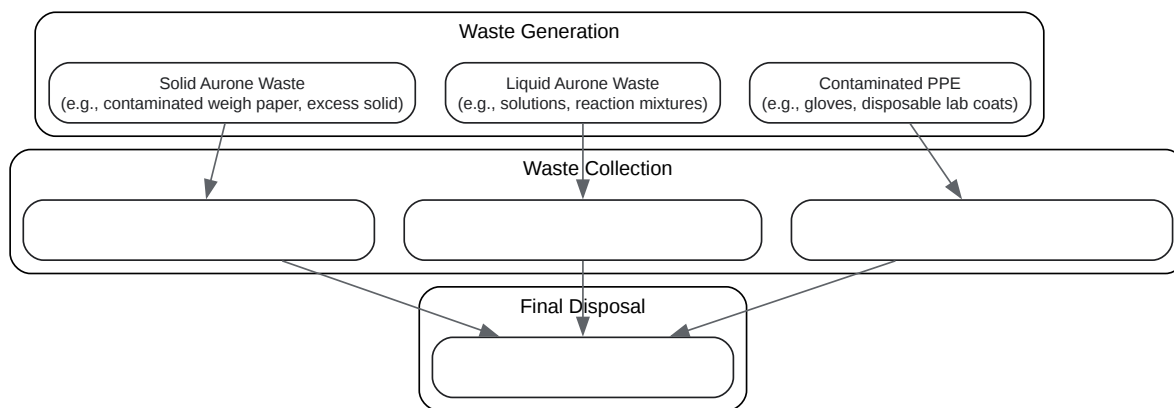 Waste Generation
Solid Aurone Waste
(e.g., contaminated weigh paper, excess solid)
Liquid Aurone Waste
(e.g., solutions, reaction mixtures)
Contaminated PPE
(e.g., gloves, disposable lab coats)
Waste Collection
Final Disposal